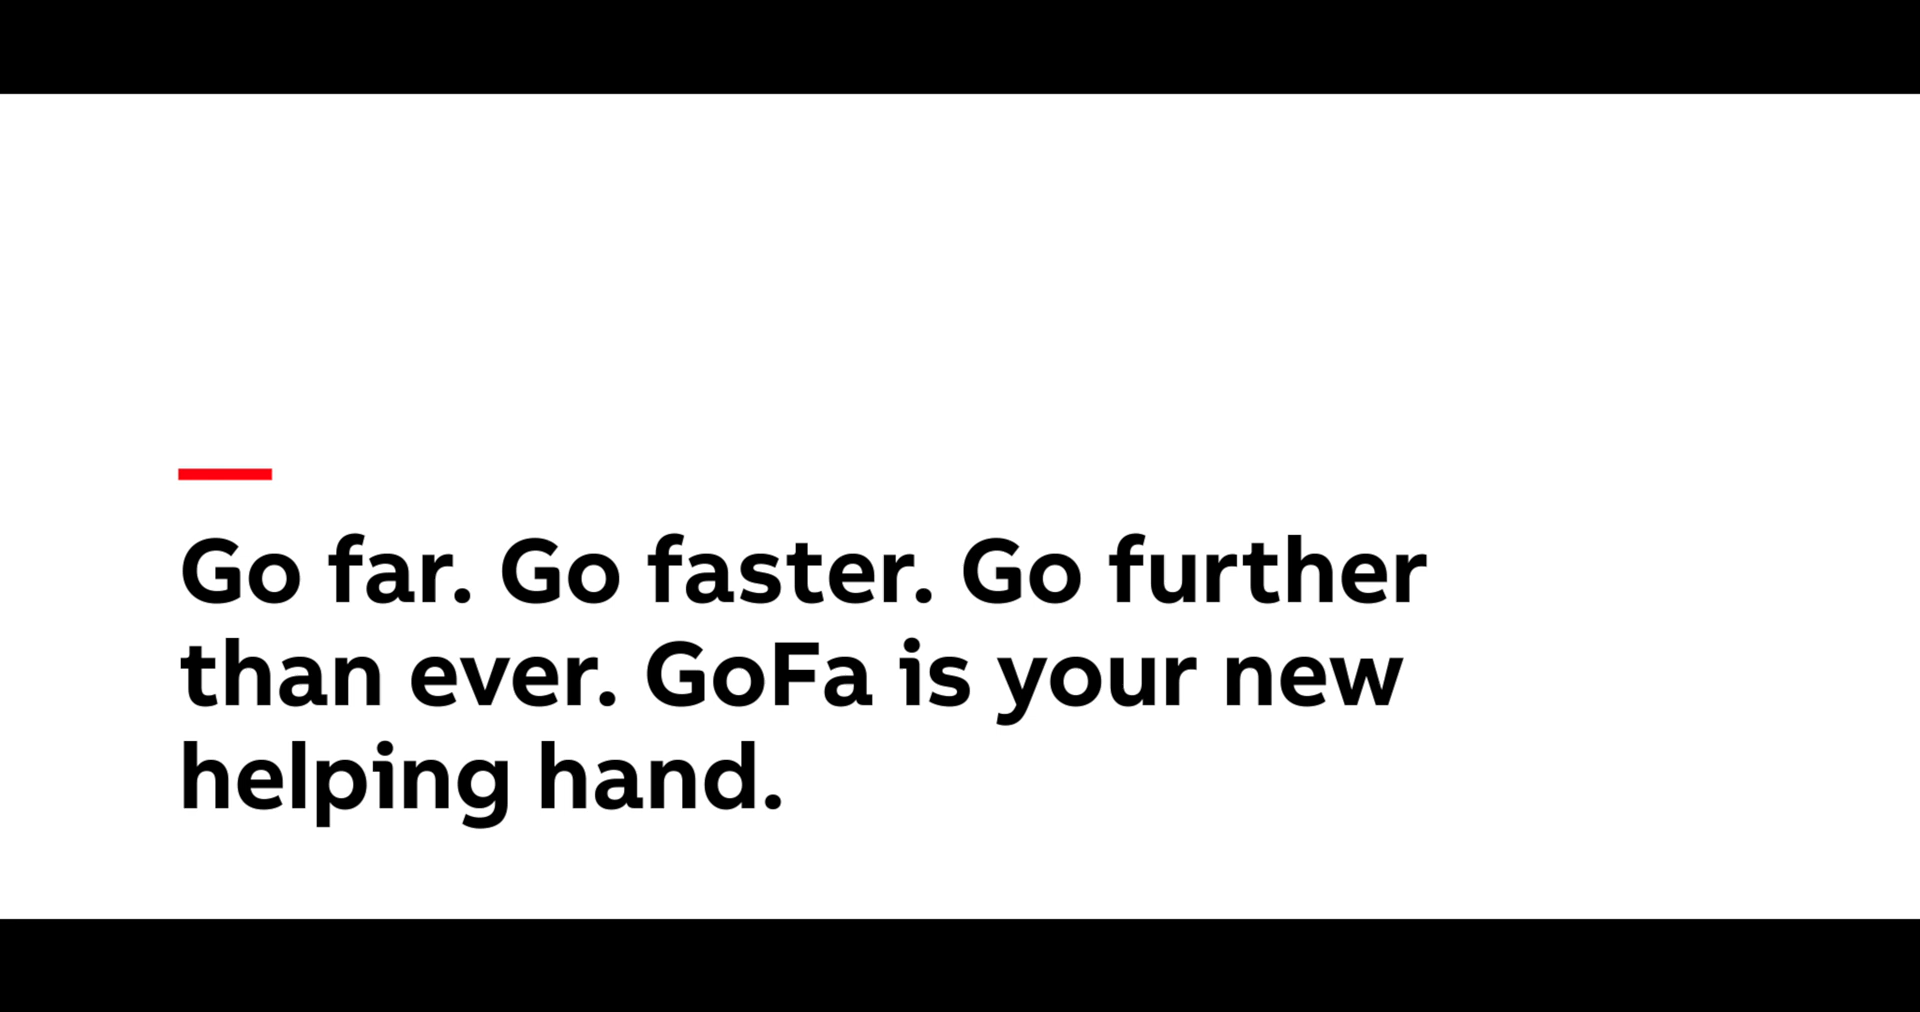 Go far. Go faster. Go further
than ever. GoFa is your new
helping hand.